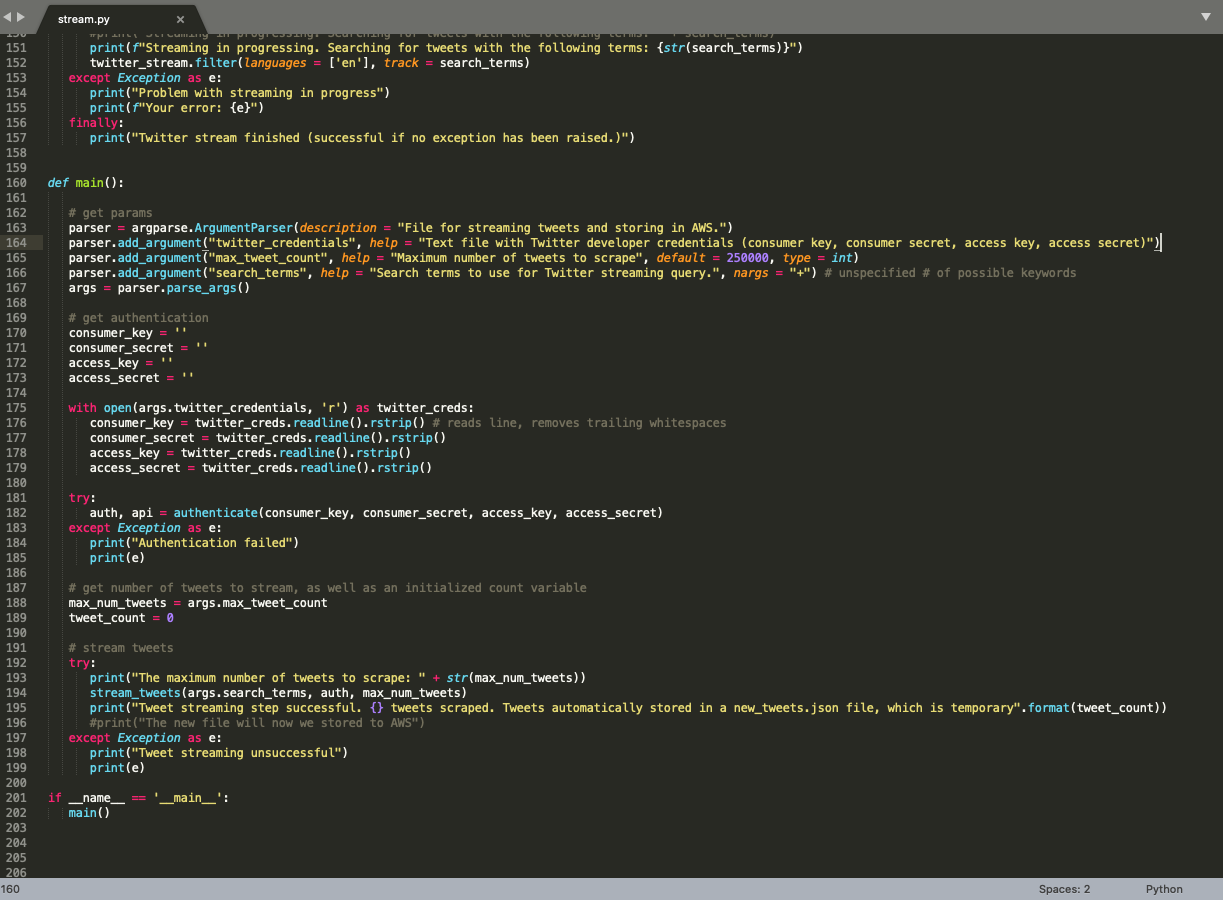 stream.py
150 #print("Streaming in progressing. Searching for tweets with the following terms: " + search_terms)
151 print(f"Streaming in progressing. Searching for tweets with the following terms: {str(search_terms)}")
152 twitter_stream.filter(languages = ['en'], track = search_terms)
153 except Exception as e:
154 print("Problem with streaming in progress")
155 print(f"Your error: {e}")
156 finally:
157 print("Twitter stream finished (successful if no exception has been raised.)")
158
159
160 def main():
161
162 # get params
163 parser = argparse.ArgumentParser(description = "File for streaming tweets and storing in AWS.")
164 parser.add_argument("twitter_credentials", help = "Text file with Twitter developer credentials (consumer key, consumer secret, access key, access secret)")
165 parser.add_argument("max_tweet_count", help = "Maximum number of tweets to scrape", default = 250000, type = int)
166 parser.add_argument("search_terms", help = "Search terms to use for Twitter streaming query.", nargs = "+") # unspecified # of possible keywords
167 args = parser.parse_args()
168
169 # get authentication
170 consumer_key = ''
171 consumer_secret = ''
172 access_key = ''
173 access_secret = ''
174
175 with open(args.twitter_credentials, 'r') as twitter_creds:
176 consumer_key = twitter_creds.readline().rstrip() # reads line, removes trailing whitespaces
177 consumer_secret = twitter_creds.readline().rstrip()
178 access_key = twitter_creds.readline().rstrip()
179 access_secret = twitter_creds.readline().rstrip()
180
181 try:
182 auth, api = authenticate(consumer_key, consumer_secret, access_key, access_secret)
183 except Exception as e:
184 print("Authentication failed")
185 print(e)
186
187 # get number of tweets to stream, as well as an initialized count variable
188 max_num_tweets = args.max_tweet_count
189 tweet_count = 0
190
191 # stream tweets
192 try:
193 print("The maximum number of tweets to scrape: " + str(max_num_tweets))
194 stream_tweets(args.search_terms, auth, max_num_tweets)
195 print("Tweet streaming step successful. {} tweets scraped. Tweets automatically stored in a new_tweets.json file, which is temporary".format(tweet_count))
196 #print("The new file will now we stored to AWS")
197 except Exception as e:
198 print("Tweet streaming unsuccessful")
199 print(e)
200
201 if __name__ == '__main__':
202 main()
203
204
205
206
160 Spaces: 2 Python